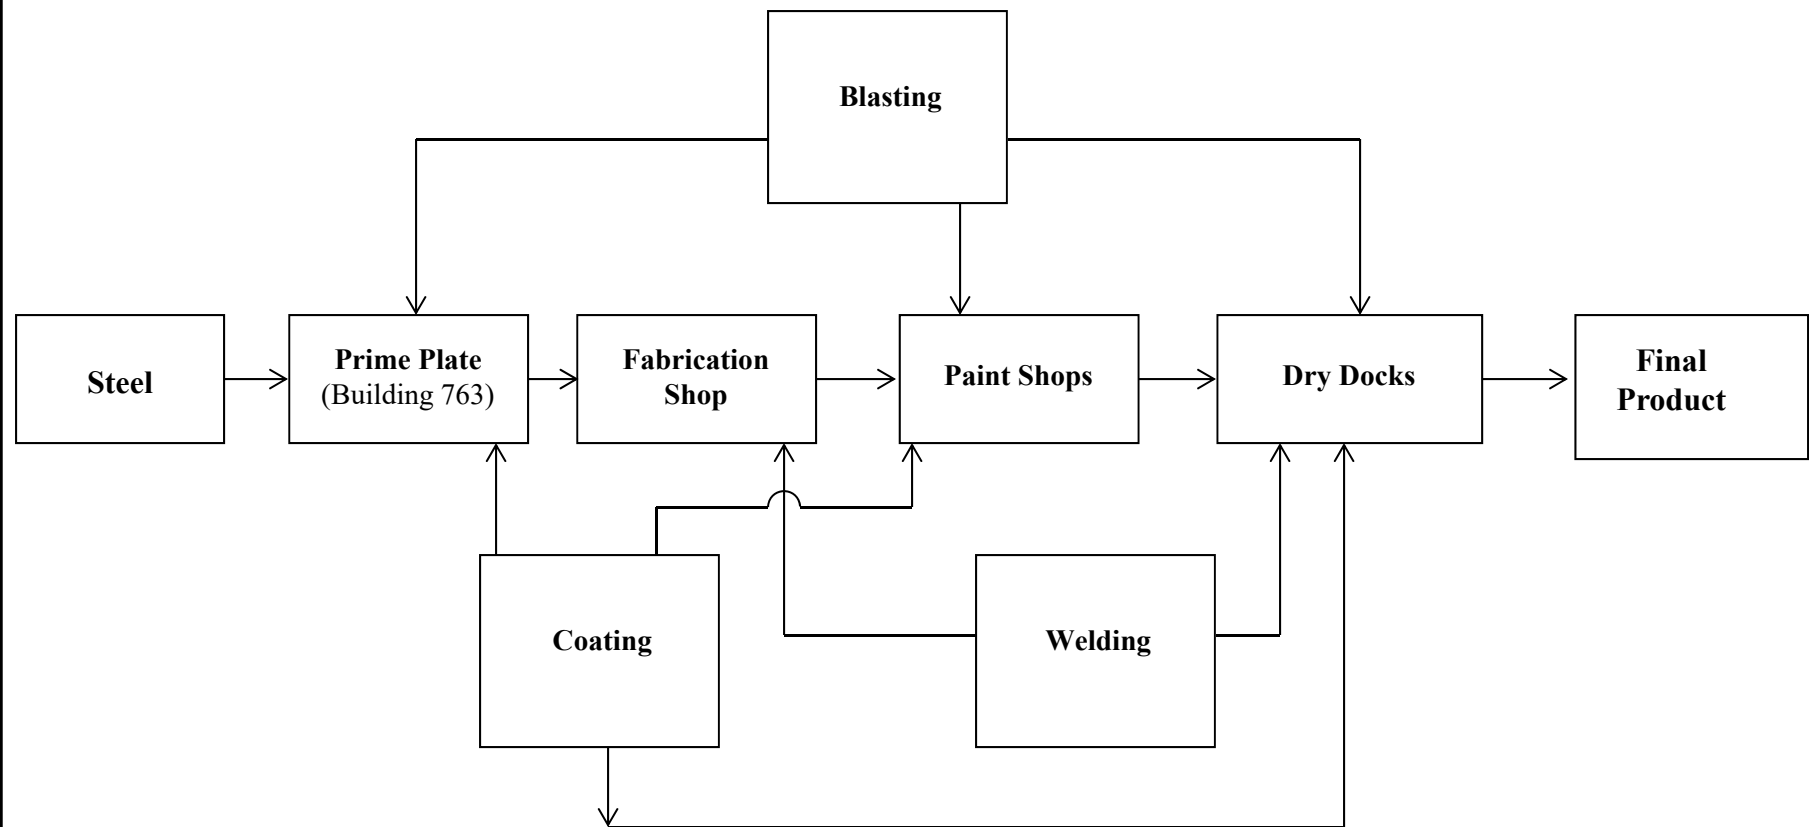 Blasting
Steel
Prime Plate
(Building 763)
Fabrication
Shop
Paint Shops
Dry Docks
Final
Product
Coating
Welding